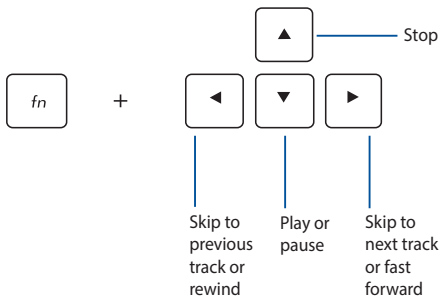 Stop
fn +
Skip to
previous
track or
rewind
Play or
pause
Skip to
next track
or fast
forward